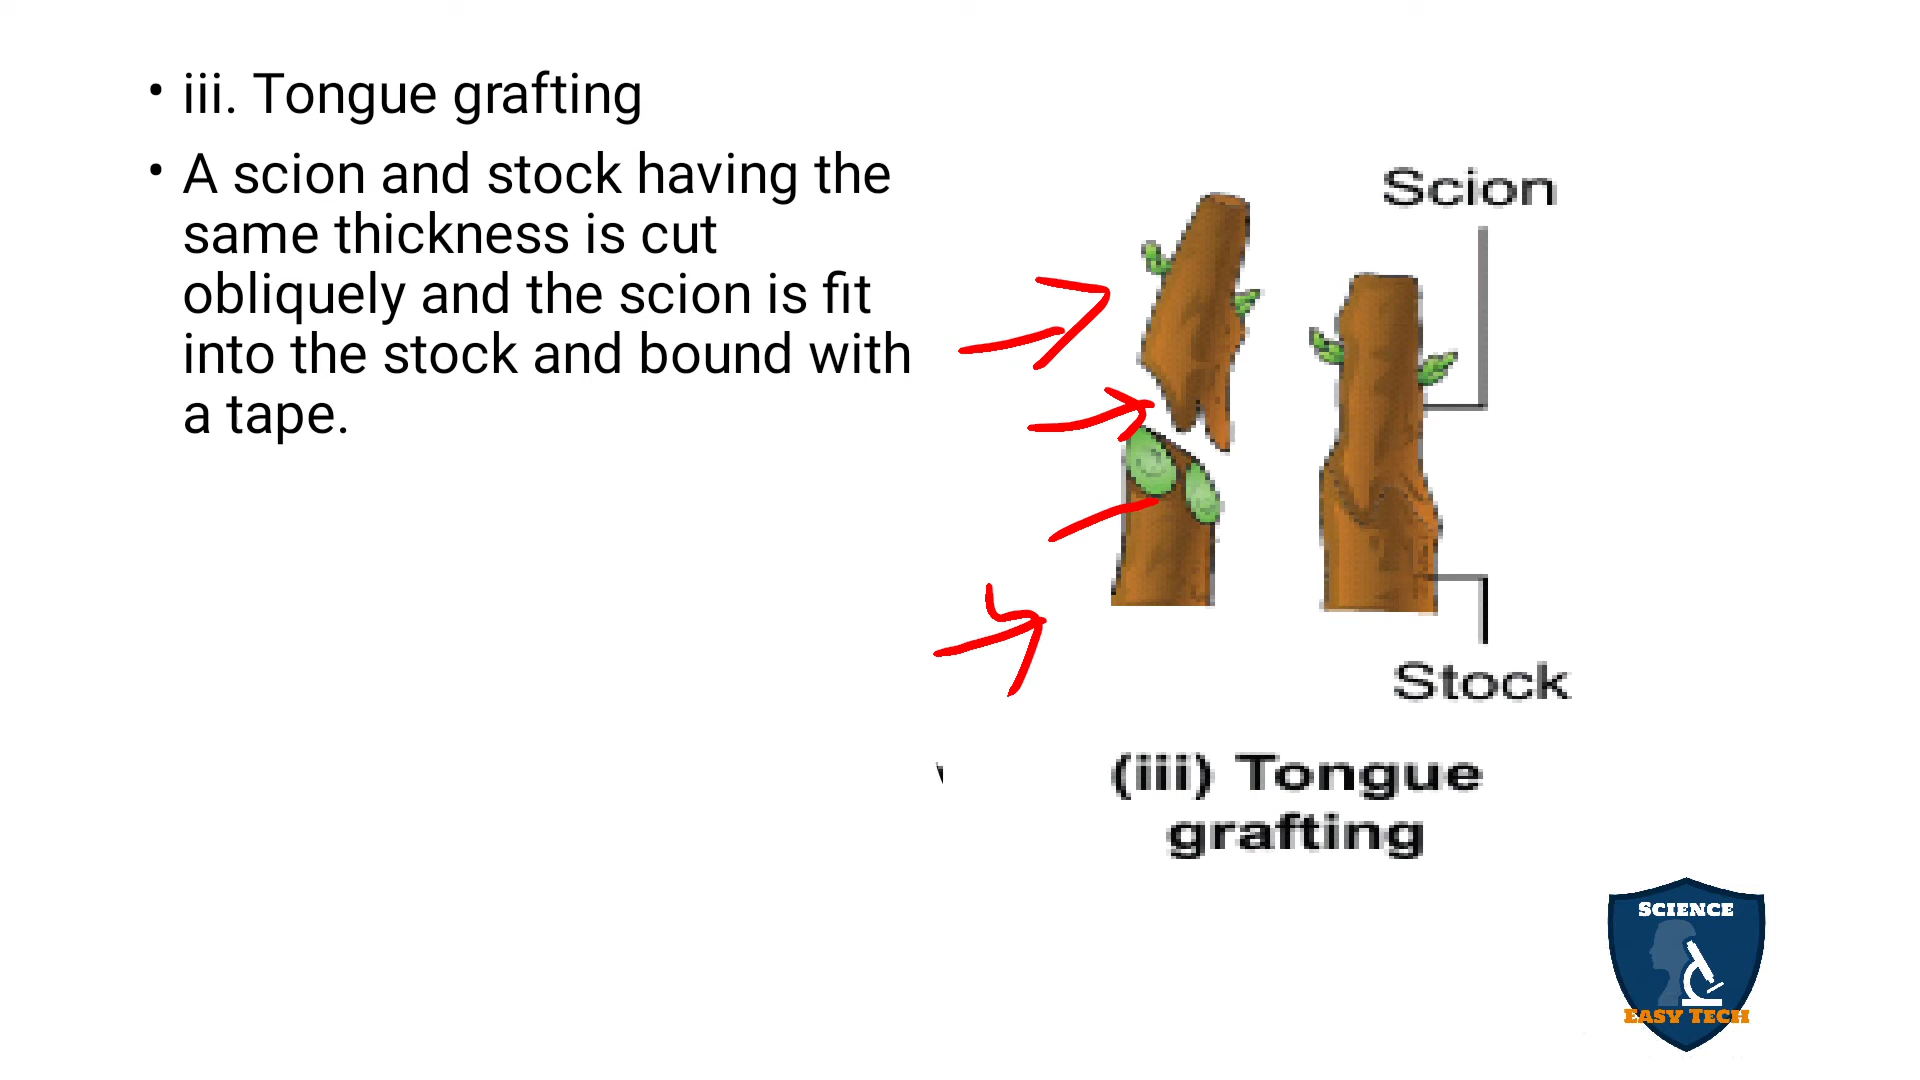 • iii. Tongue grafting
• A scion and stock having the
same thickness is cut
obliquely and the scion is fit
into the stock and bound with
a tape.
Scion
Stock
(iii) Tongue
grafting
SCIENCE
EASY TECH